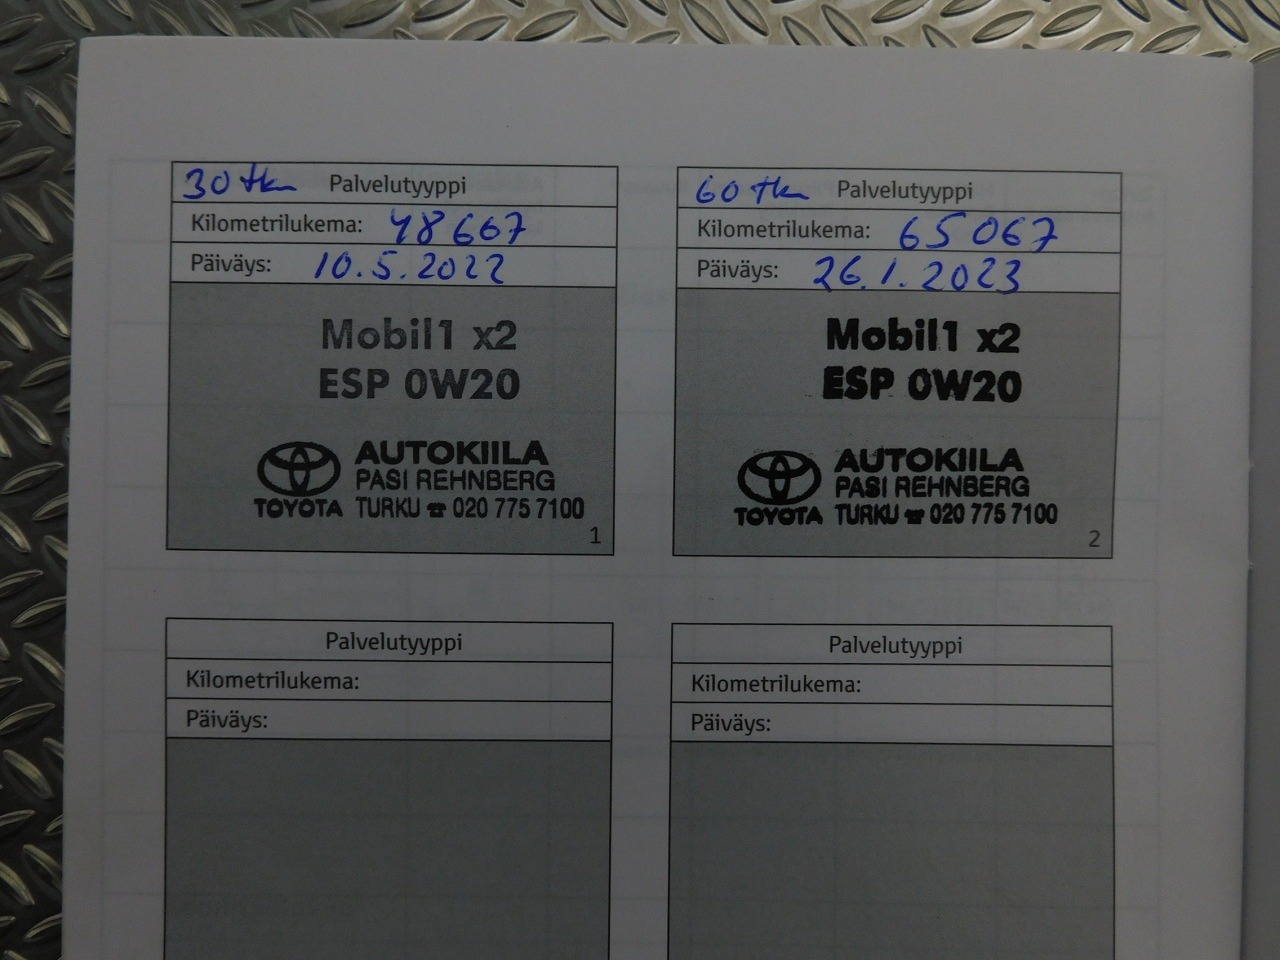 30 tkm Palvelutyyppi
Kilometrilukema: 48667
Päiväys: 10.5.2022
Mobil1 x2
ESP 0W20
AUTOKIILA
PASI REHNBERG
TOYOTA TURKU ☎ 020 775 7100
1
60 tkm Palvelutyyppi
Kilometrilukema: 65067
Päiväys: 26.1.2023
Mobil1 x2
ESP 0W20
AUTOKIILA
PASI REHNBERG
TOYOTA TURKU ☎ 020 775 7100
2
Palvelutyyppi
Kilometrilukema:
Päiväys:
Palvelutyyppi
Kilometrilukema:
Päiväys: